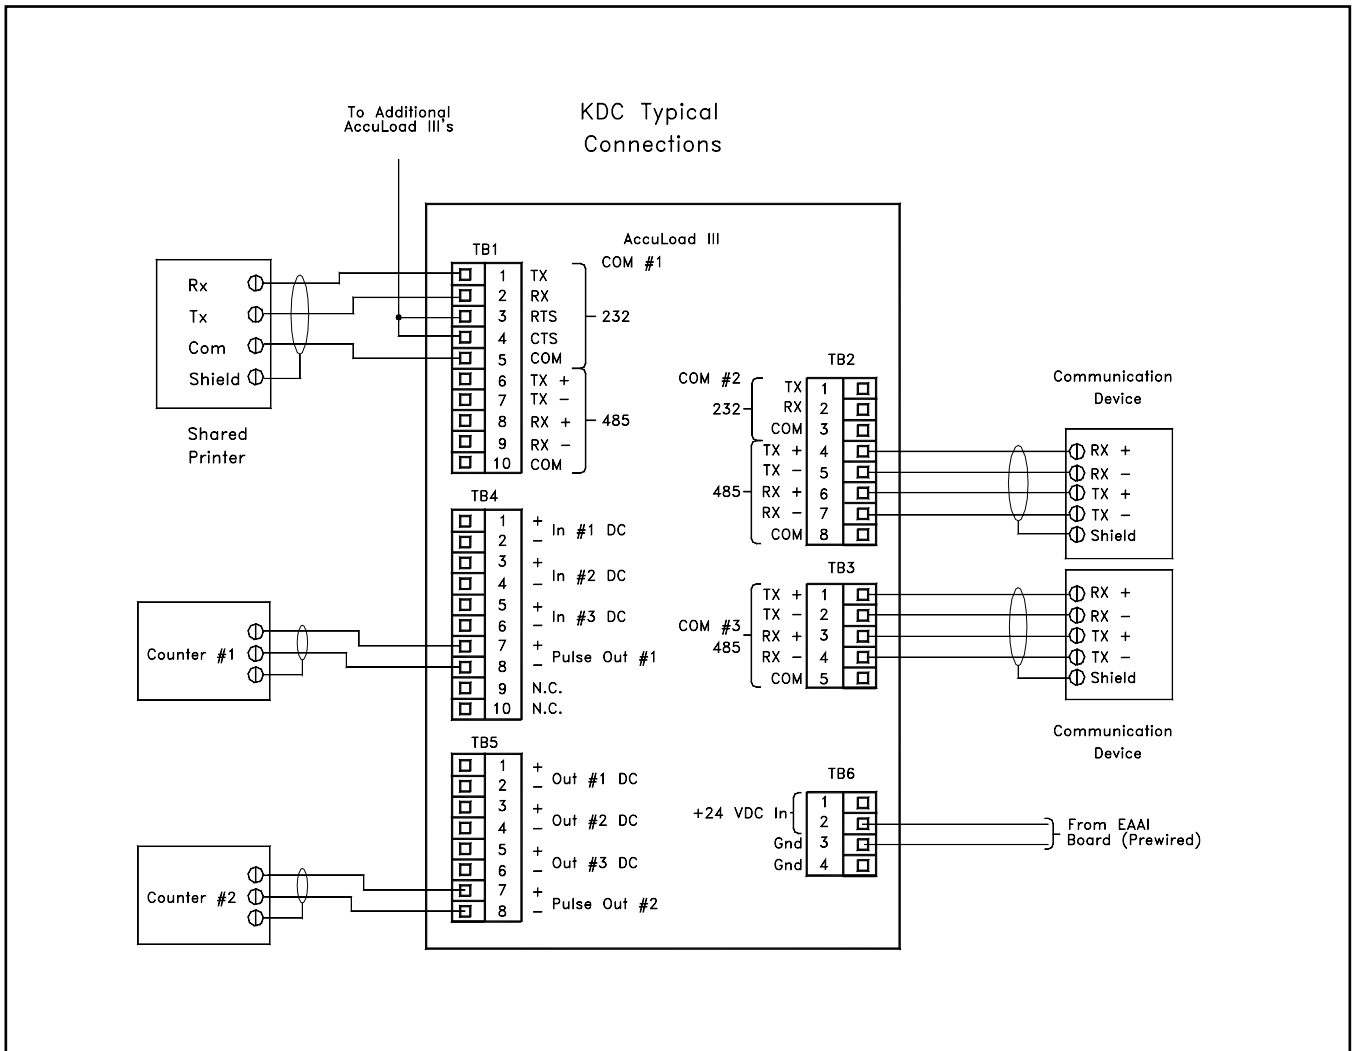 To Additional
AccuLoad III's
KDC Typical
Connections
AccuLoad III
COM #1
TB1
1 TX
2 RX
3 RTS
4 CTS
5 COM
232
6 TX +
7 TX -
8 RX +
9 RX -
10 COM
485
Rx
Tx
Com
Shield
Shared
Printer
TB4
1 +
2 -
In #1 DC
3 +
4 -
In #2 DC
5 +
6 -
In #3 DC
7 +
8 -
Pulse Out #1
9 N.C.
10 N.C.
Counter #1
TB5
1 +
2 -
Out #1 DC
3 +
4 -
Out #2 DC
5 +
6 -
Out #3 DC
7 +
8 -
Pulse Out #2
Counter #2
TB2
COM #2
232
TX 1
RX 2
COM 3
485
TX + 4
TX - 5
RX + 6
RX - 7
COM 8
Communication
Device
RX +
RX -
TX +
TX -
Shield
TB3
COM #3
485
TX + 1
TX - 2
RX + 3
RX - 4
COM 5
RX +
RX -
TX +
TX -
Shield
Communication
Device
TB6
+24 VDC In
1
2
Gnd 3
Gnd 4
From EAAI
Board (Prewired)